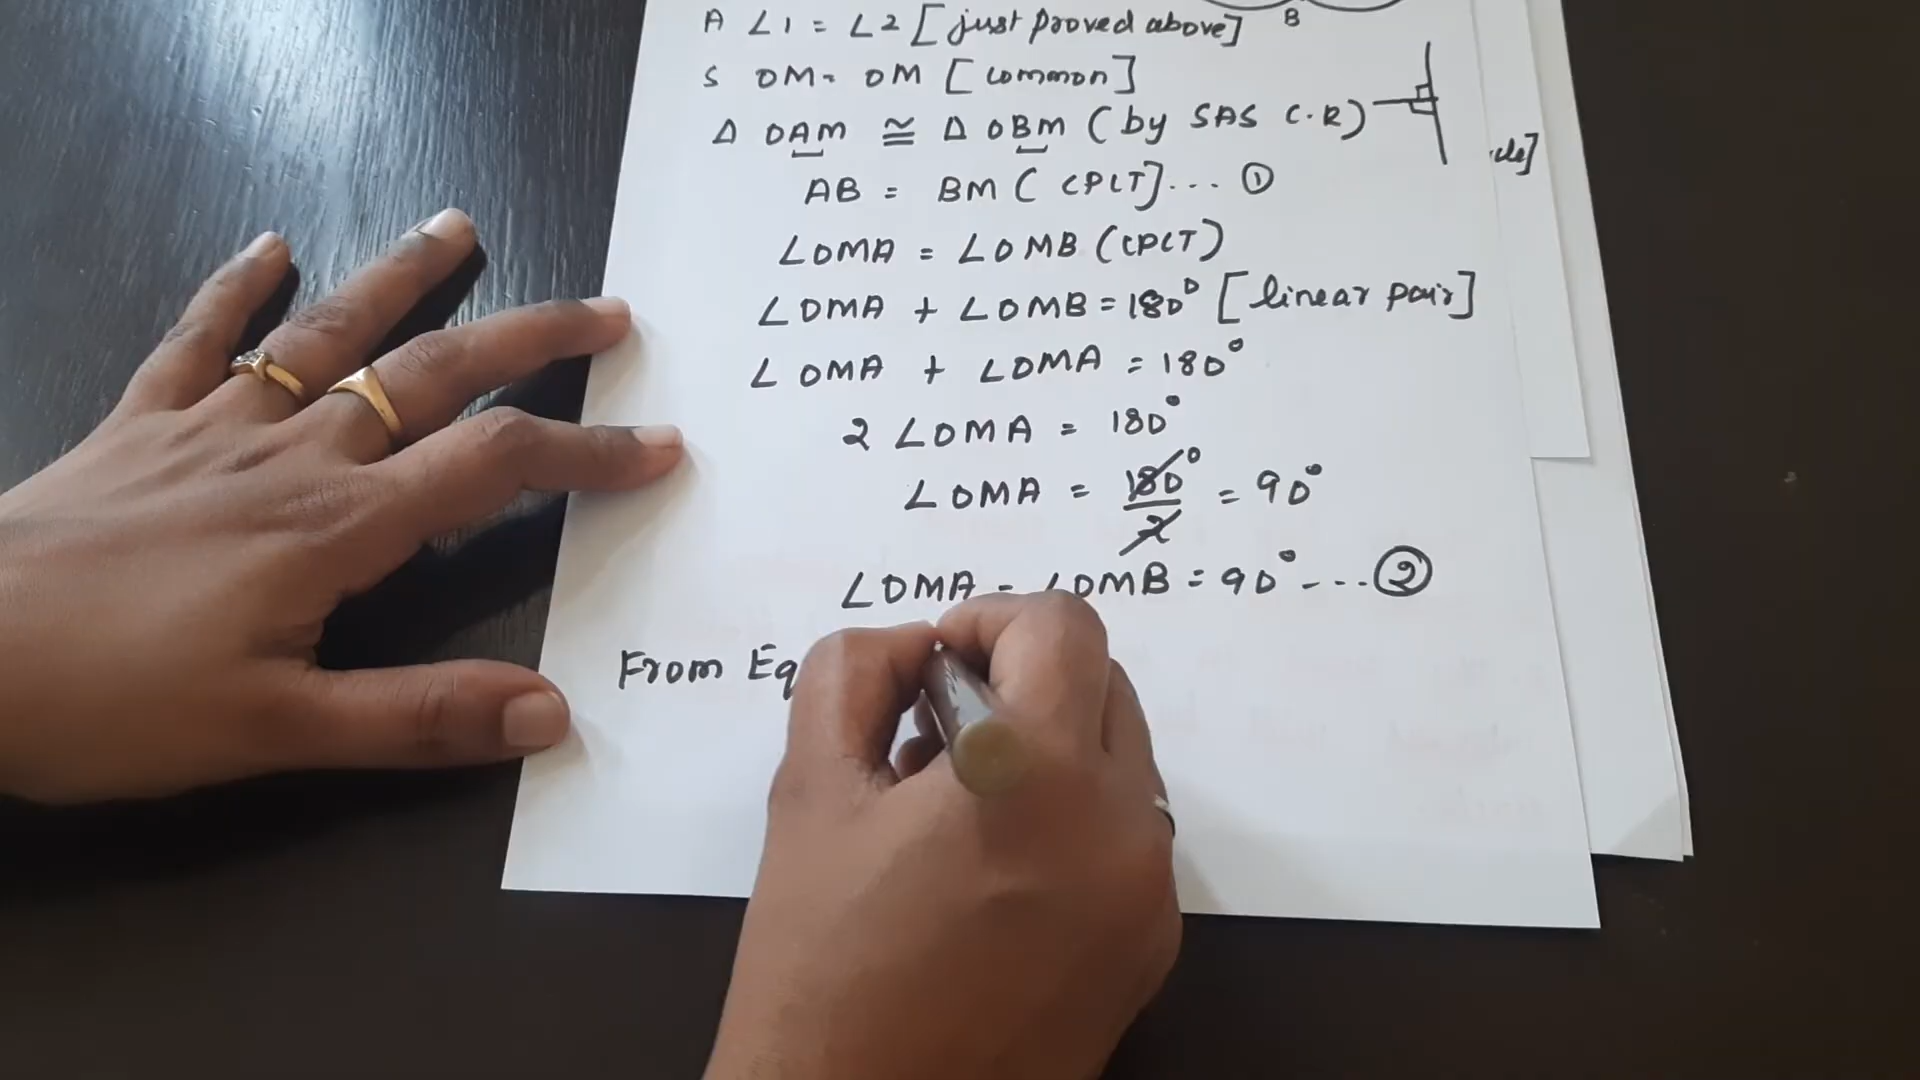 B
A ∠1 = ∠2 [just proved above]
S OM = OM [common]
Δ OAM ≅ Δ OBM (by SAS C.R)
AB = BM ( CPCT]... ①
∠OMA = ∠OMB (CPCT)
∠OMA + ∠OMB = 180° [linear pair]
∠OMA + ∠OMA = 180°
2 ∠OMA = 180°
∠OMA = 180°/2 = 90°
∠OMA = ∠OMB = 90° --- ②
From Eq